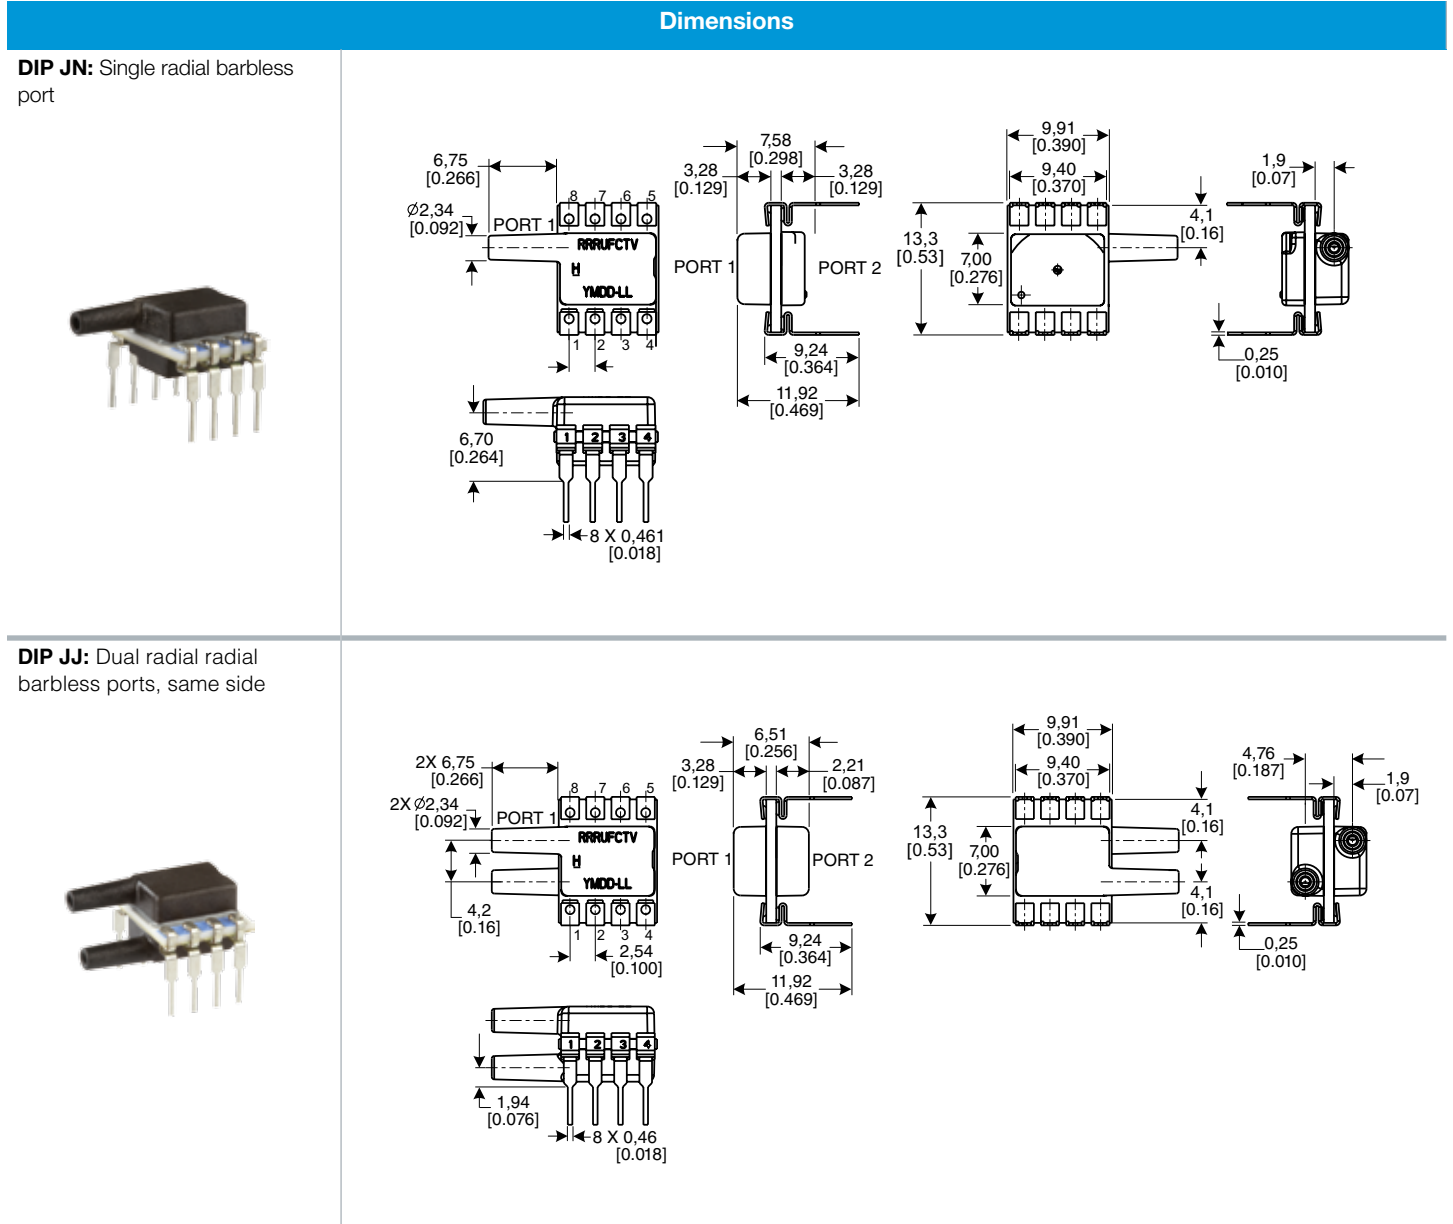 Dimensions
DIP JN: Single radial barbless
port
6,75
[0.266]
Ø2,34
[0.092]
PORT 1
8 7 6 5
RRRUFCTV
H
YMDD-LL
1 2 3 4
7,58
[0.298]
3,28
[0.129]
3,28
[0.129]
PORT 1
PORT 2
9,24
[0.364]
11,92
[0.469]
9,91
[0.390]
9,40
[0.370]
4,1
[0.16]
13,3
[0.53]
7,00
[0.276]
1,9
[0.07]
0,25
[0.010]
6,70
[0.264]
1 2 3 4
8 X 0,461
[0.018]
DIP JJ: Dual radial radial
barbless ports, same side
2X 6,75
[0.266]
2X Ø2,34
[0.092]
PORT 1
8 7 6 5
RRRUFCTV
H
YMDD-LL
4,2
[0.16]
1 2 3 4
2,54
[0.100]
6,51
[0.256]
3,28
[0.129]
2,21
[0.087]
PORT 1
PORT 2
9,24
[0.364]
11,92
[0.469]
9,91
[0.390]
9,40
[0.370]
4,1
[0.16]
13,3
[0.53]
7,00
[0.276]
4,1
[0.16]
4,76
[0.187]
1,9
[0.07]
0,25
[0.010]
1 2 3 4
1,94
[0.076]
8 X 0,46
[0.018]